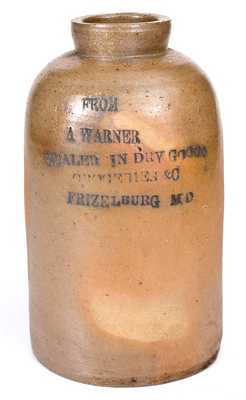 FROM
A WARNER
DEALER IN DRY GOODS
GROCERIES &C
FRIZELBURG MD